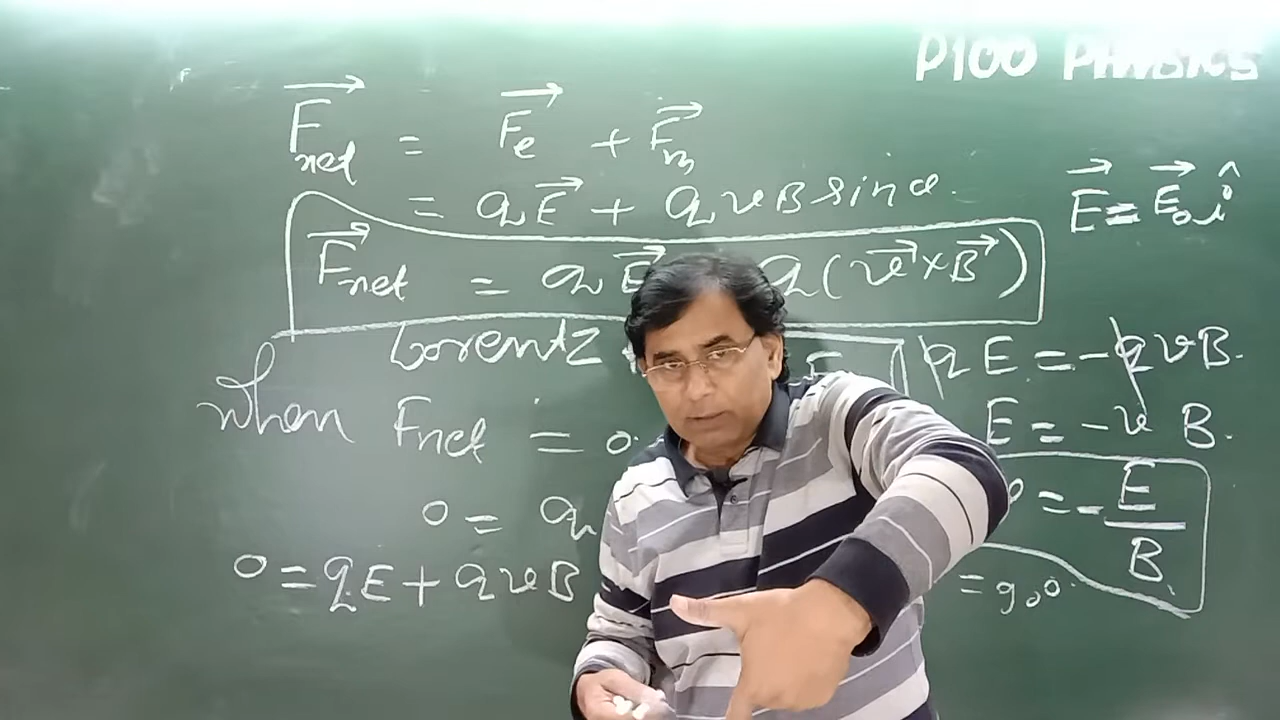 P100 PHYSICS
F⃗net = F⃗e + F⃗m
= qE⃗ + qvB sin α.
E⃗ = E⃗₀ î
F⃗net = qE⃗ q(v⃗ × B⃗)
Lorentz
qE = -qvB.
When Fnet = 0
E = -v B.
0 = q
= -E/B
0 = qE + qvB
= 90°